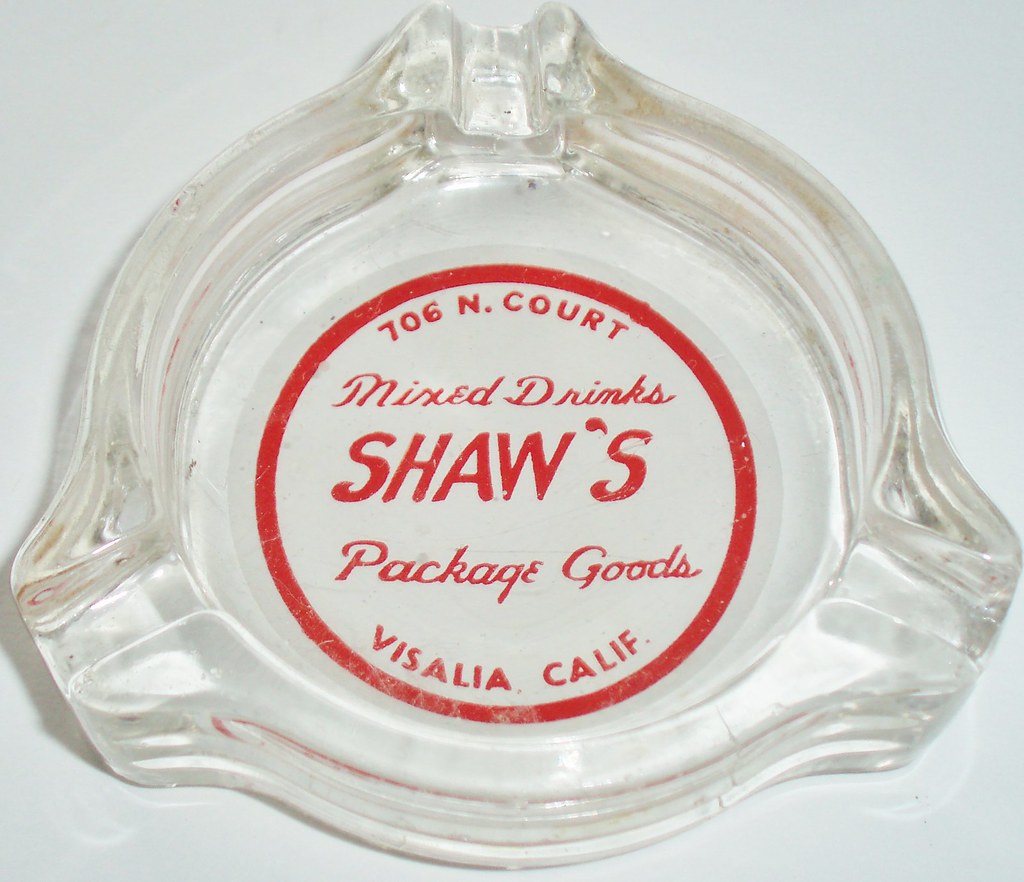 706 N. COURT
Mixed Drinks
SHAW'S
Package Goods
VISALIA, CALIF.